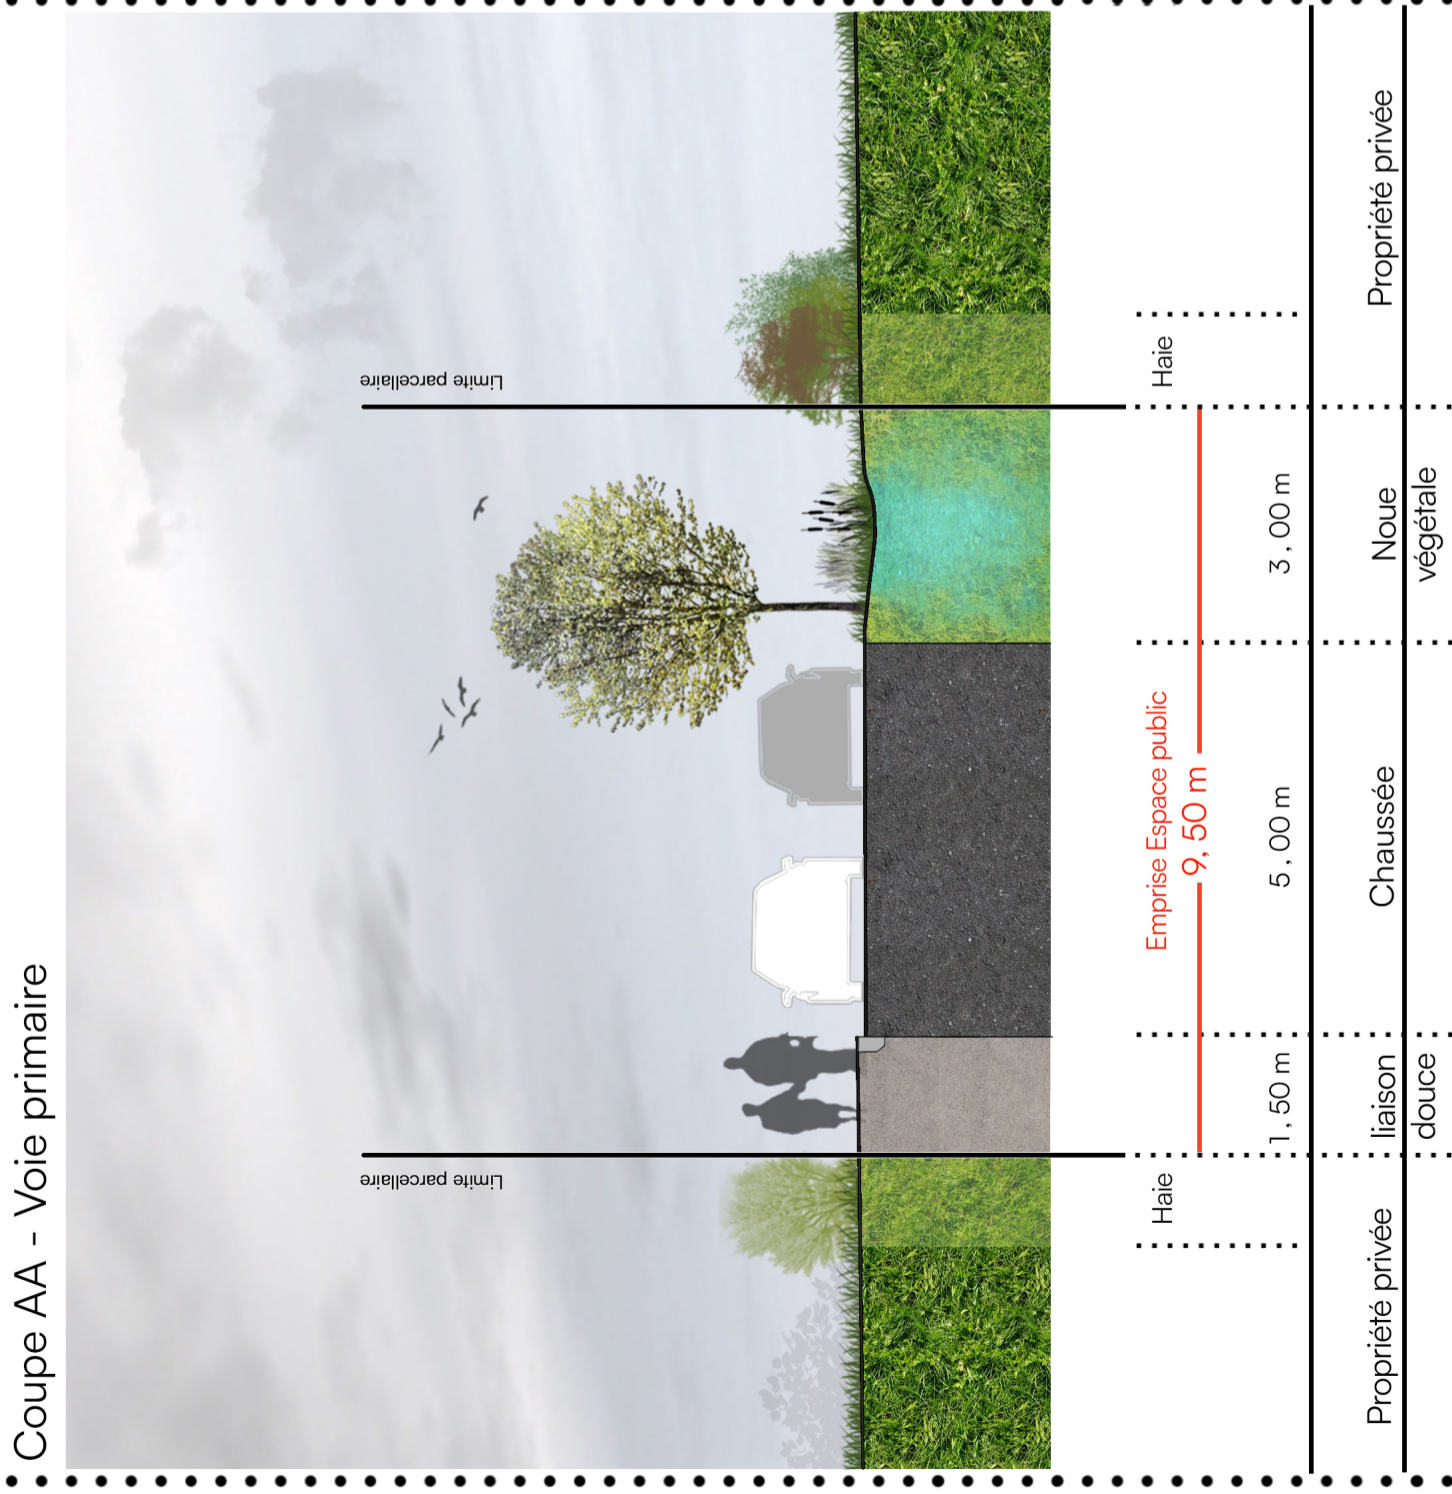 Coupe AA - Voie primaire
Limite parcellaire
Limite parcellaire
Haie
Emprise Espace public
Haie
9, 50 m
1, 50 m
5, 00 m
3, 00 m
Propriété privée
liaison
douce
Chaussée
Noue
végétale
Propriété privée